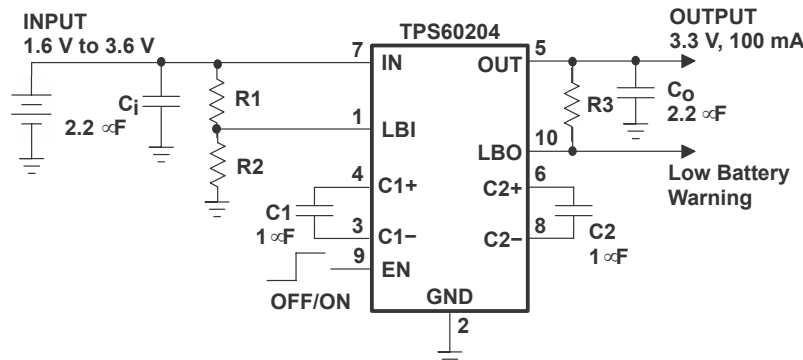 INPUT
1.6 V to 3.6 V
TPS60204
OUTPUT
3.3 V, 100 mA
7
IN
OUT
5
Ci
2.2 ∝F
R1
R3
Co
2.2 ∝F
1
LBI
R2
LBO
10
Low Battery
Warning
4
C1+
C2+
6
C1
1 ∝F
3
C1−
C2−
8
C2
1 ∝F
9
EN
OFF/ON
GND
2